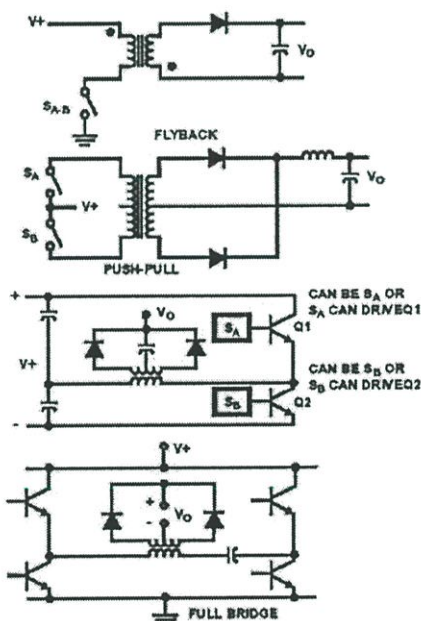 V+
VO
SA-B
FLYBACK
SA
V+
SB
VO
PUSH-PULL
+
CAN BE SA OR
SA CAN DRIVEQ1
VO
SA
Q1
V+
CAN BE SB OR
SB CAN DRIVEQ2
SB
Q2
-
V+
+
VO
-
FULL BRIDGE